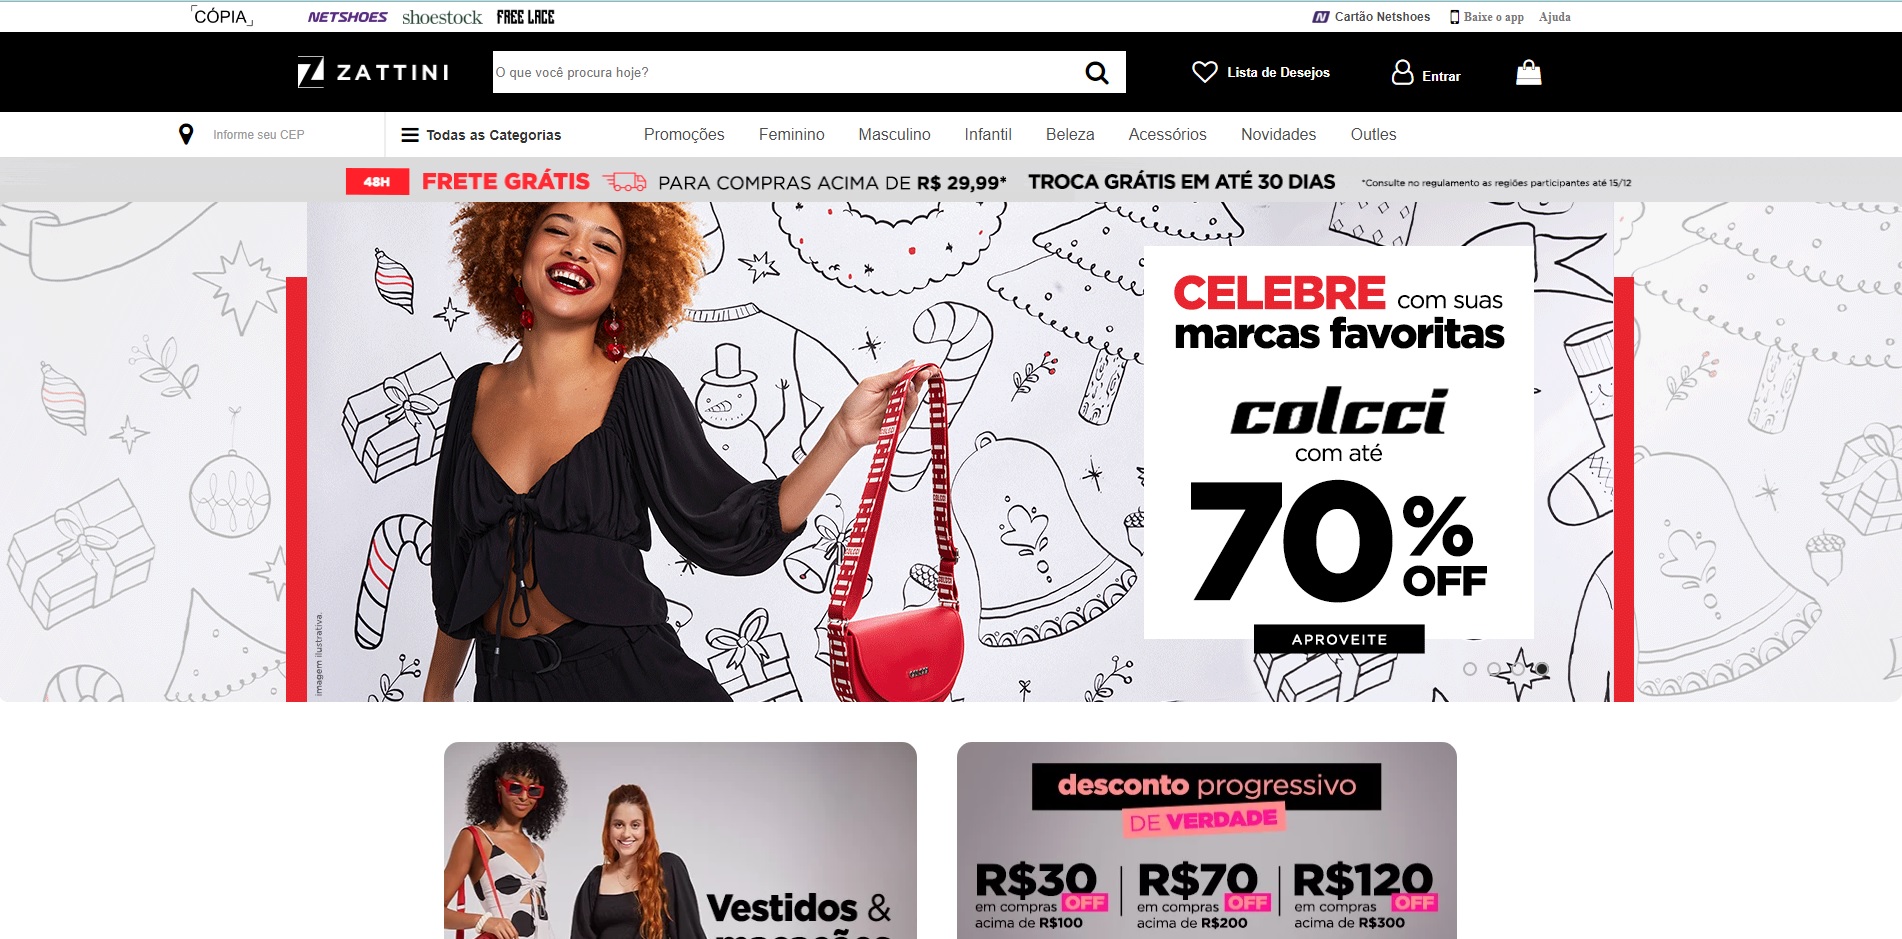 CÓPIA NETSHOES shoestock FREE LACE Cartão Netshoes Baixe o app Ajuda
ZATTINI O que você procura hoje? Lista de Desejos Entrar
Informe seu CEP Todas as Categorias Promoções Feminino Masculino Infantil Beleza Acessórios Novidades Outles
48H FRETE GRÁTIS PARA COMPRAS ACIMA DE R$ 29,99* TROCA GRÁTIS EM ATÉ 30 DIAS *Consulte no regulamento as regiões participantes até 15/12
CELEBRE com suas
marcas favoritas
colcci
com até
70%
OFF
APROVEITE
imagem ilustrativa.
Vestidos &
macacões
desconto progressivo
DE VERDADE
R$30 R$70 R$120
em compras OFF em compras OFF em compras OFF
acima de R$100 acima de R$200 acima de R$300